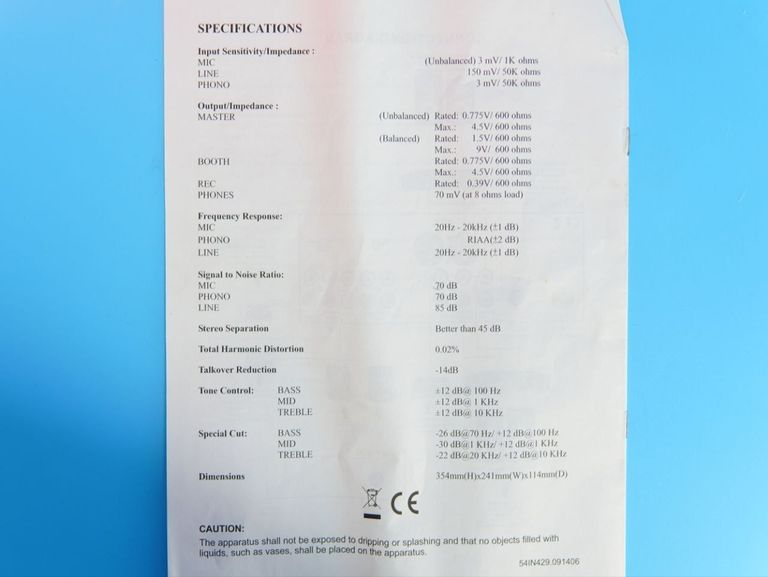 SPECIFICATIONS
Input Sensitivity/Impedance :
MIC (Unbalanced) 3 mV/ 1K ohms
LINE 150 mV/ 50K ohms
PHONO 3 mV/ 50K ohms
Output/Impedance :
MASTER (Unbalanced) Rated: 0.775V/ 600 ohms
Max.: 4.5V/ 600 ohms
(Balanced) Rated: 1.5V/ 600 ohms
Max.: 9V/ 600 ohms
BOOTH Rated: 0.775V/ 600 ohms
Max.: 4.5V/ 600 ohms
REC Rated: 0.39V/ 600 ohms
PHONES 70 mV (at 8 ohms load)
Frequency Response:
MIC 20Hz - 20kHz (±1 dB)
PHONO RIAA(±2 dB)
LINE 20Hz - 20kHz (±1 dB)
Signal to Noise Ratio:
MIC 70 dB
PHONO 70 dB
LINE 85 dB
Stereo Separation Better than 45 dB
Total Harmonic Distortion 0.02%
Talkover Reduction -14dB
Tone Control: BASS ±12 dB@ 100 Hz
MID ±12 dB@ 1 KHz
TREBLE ±12 dB@ 10 KHz
Special Cut: BASS -26 dB@70 Hz/ +12 dB@100 Hz
MID -30 dB@1 KHz/ +12 dB@1 KHz
TREBLE -22 dB@20 KHz/ +12 dB@10 KHz
Dimensions 354mm(H)x241mm(W)x114mm(D)
CE
CAUTION:
The apparatus shall not be exposed to dripping or splashing and that no objects filled with
liquids, such as vases, shall be placed on the apparatus.
54IN429.091406